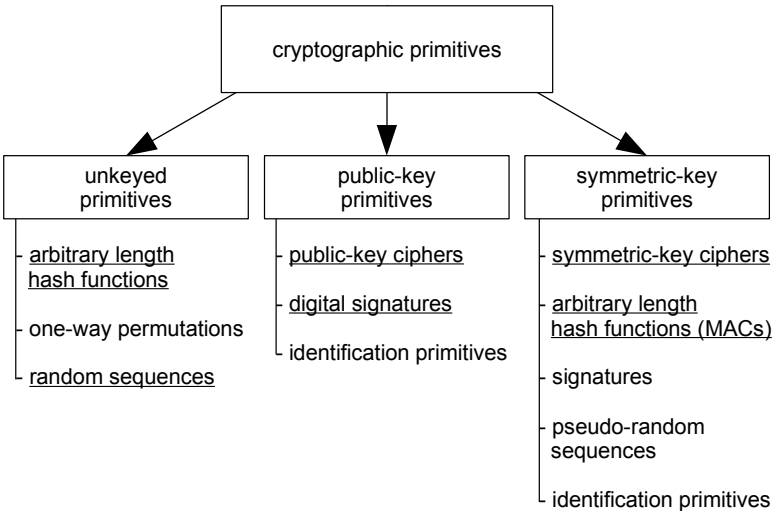 cryptographic primitives
unkeyed
primitives
arbitrary length
hash functions
one-way permutations
random sequences
public-key
primitives
public-key ciphers
digital signatures
identification primitives
symmetric-key
primitives
symmetric-key ciphers
arbitrary length
hash functions (MACs)
signatures
pseudo-random
sequences
identification primitives